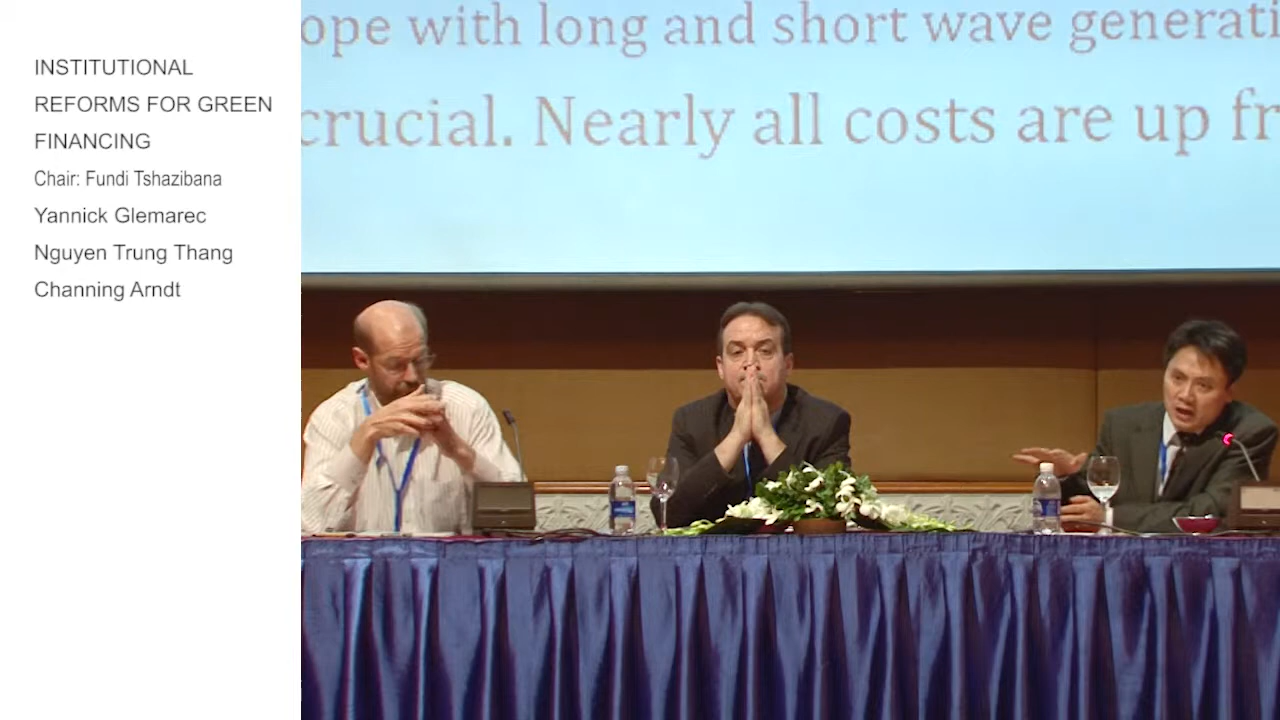 INSTITUTIONAL
REFORMS FOR GREEN
FINANCING
Chair: Fundi Tshazibana
Yannick Glemarec
Nguyen Trung Thang
Channing Arndt
ope with long and short wave generati
crucial. Nearly all costs are up fr